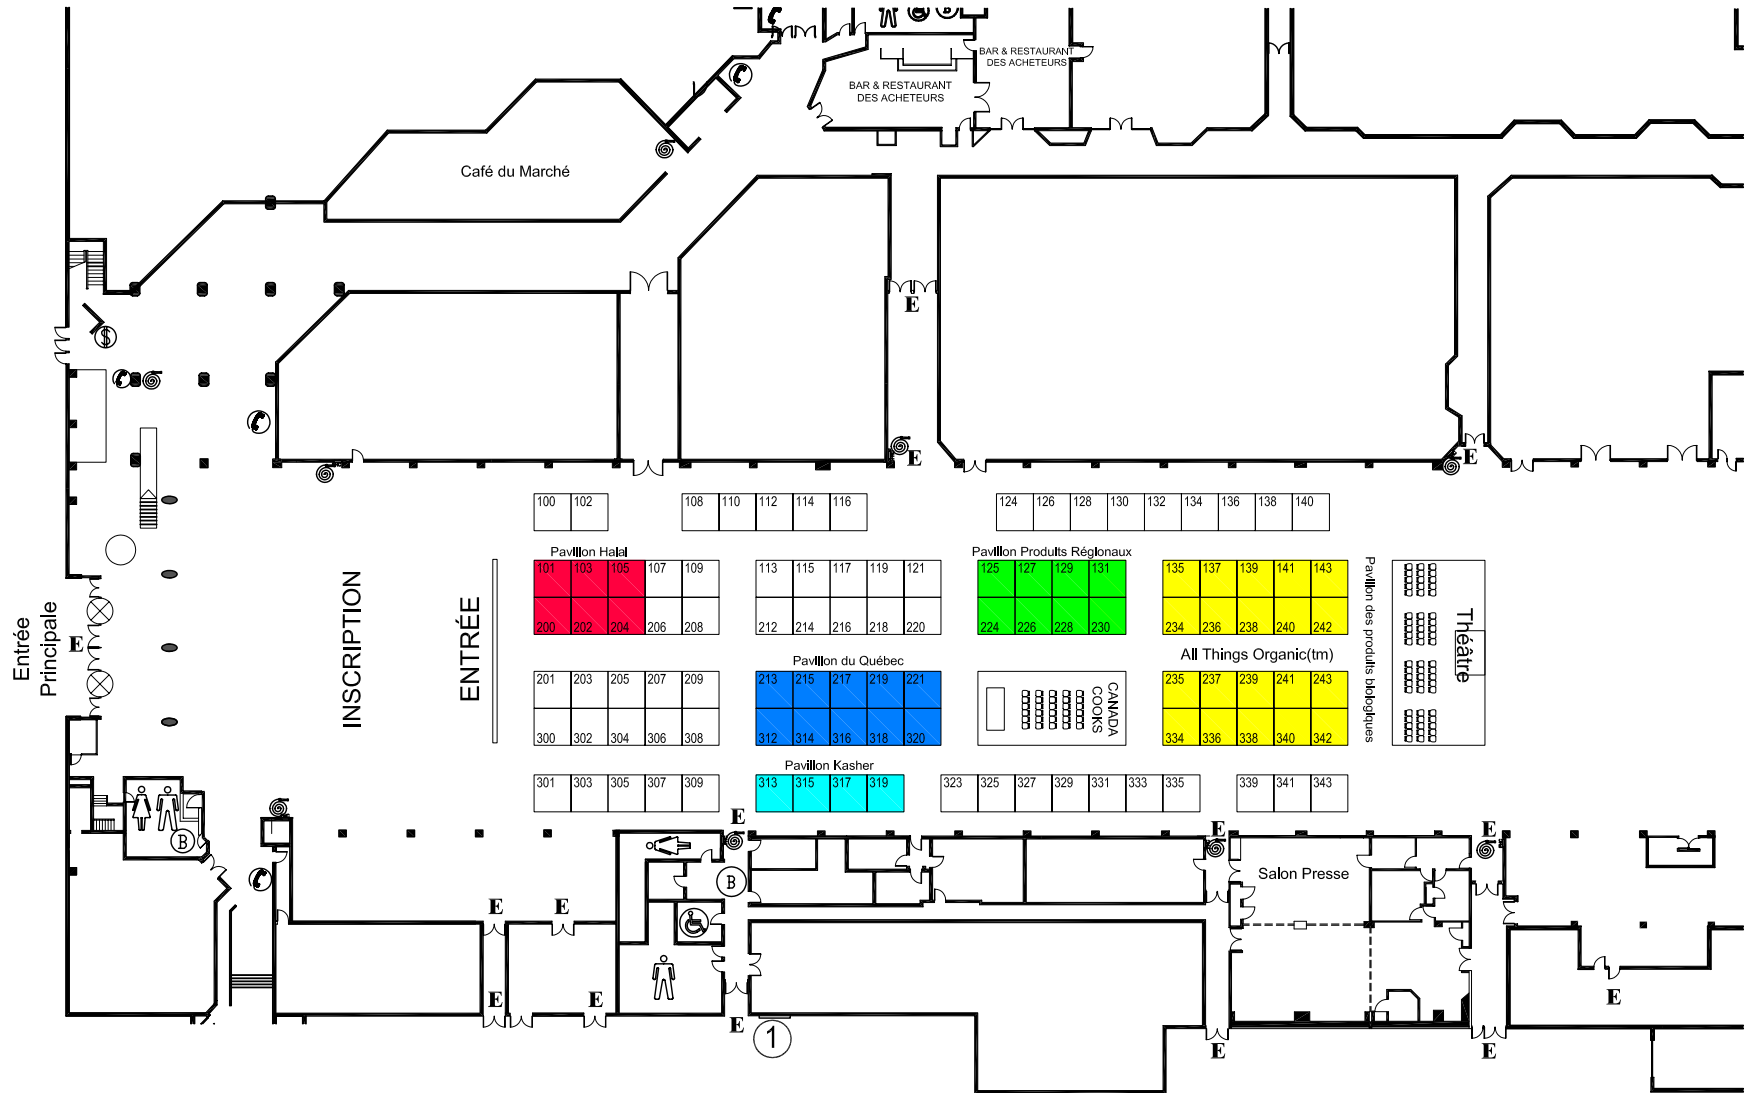 B
BAR & RESTAURANT
DES ACHETEURS
BAR & RESTAURANT
DES ACHETEURS
Café du Marché
$
E
E
E
100 102 108 110 112 114 116 124 126 128 130 132 134 136 138 140
Pavillon Halal
Pavillon Produits Régionaux
101 103 105 107 109 113 115 117 119 121 125 127 129 131 135 137 139 141 143
200 202 204 206 208 212 214 216 218 220 224 226 228 230 234 236 238 240 242
Entrée
Principale
E
INSCRIPTION
ENTRÉE
Pavillon du Québec
All Things Organic(tm)
Pavillon des produits biologiques
Théâtre
201 203 205 207 209 213 215 217 219 221 235 237 239 241 243
CANADA
COOKS
300 302 304 306 308 312 314 316 318 320 334 336 338 340 342
Pavillon Kasher
301 303 305 307 309 313 315 317 319 323 325 327 329 331 333 335 339 341 343
E
E
E
B
B
Salon Presse
E
E
E
E
E
E
E
E
1